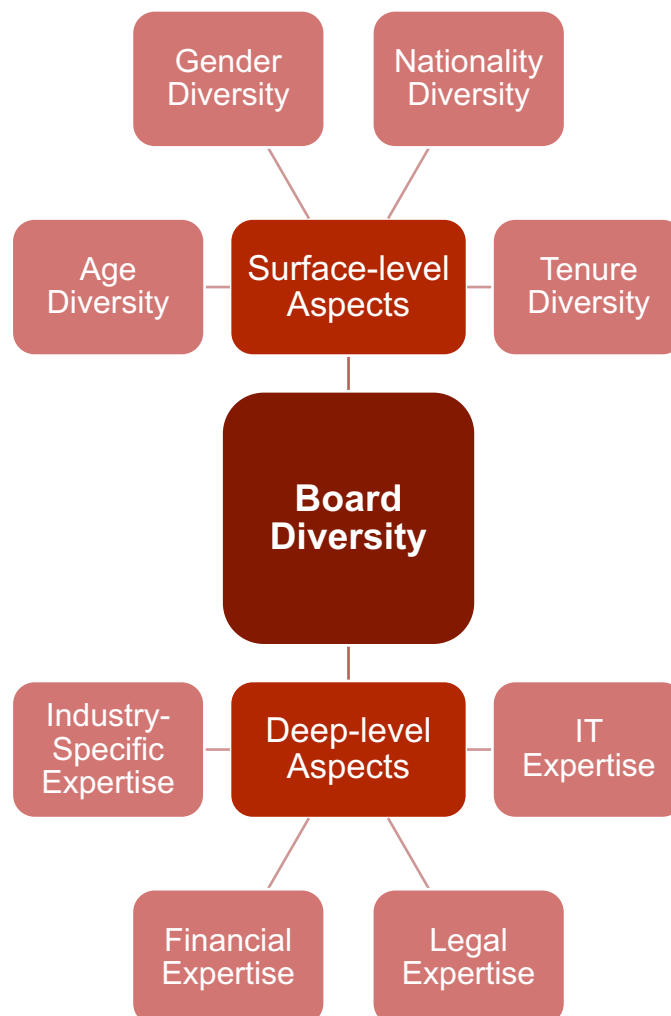 Gender
Diversity
Nationality
Diversity
Age
Diversity
Surface-level
Aspects
Tenure
Diversity
Board
Diversity
Industry-
Specific
Expertise
Deep-level
Aspects
IT
Expertise
Financial
Expertise
Legal
Expertise